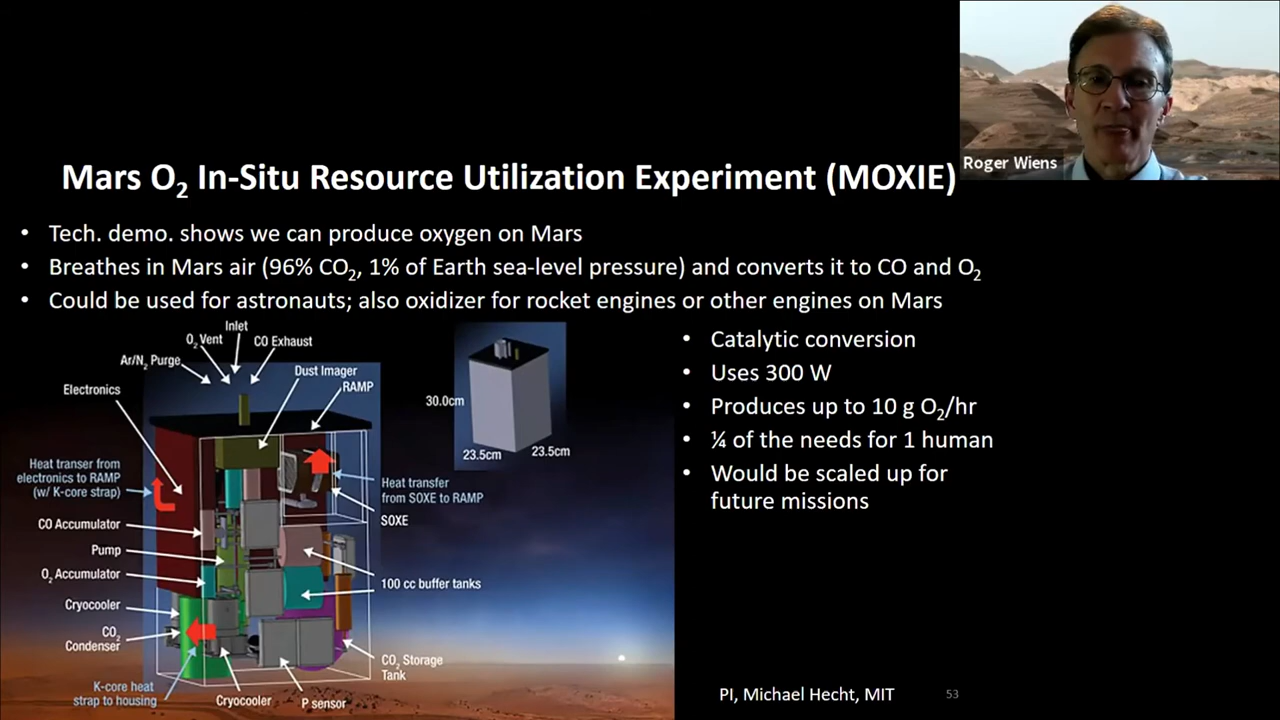 Roger Wiens
Mars O₂ In-Situ Resource Utilization Experiment (MOXIE)
• Tech. demo. shows we can produce oxygen on Mars
• Breathes in Mars air (96% CO₂, 1% of Earth sea-level pressure) and converts it to CO and O₂
• Could be used for astronauts; also oxidizer for rocket engines or other engines on Mars
Inlet
O₂ Vent
CO Exhaust
Ar/N₂ Purge
Dust Imager
RAMP
Electronics
Heat transer from
electronics to RAMP
(w/ K-core strap)
Heat transfer
from SOXE to RAMP
SOXE
CO Accumulator
Pump
O₂ Accumulator
100 cc buffer tanks
Cryocooler
CO₂
Condenser
CO₂ Storage
Tank
K-core heat
strap to housing
Cryocooler
P sensor
30.0cm
23.5cm
23.5cm
• Catalytic conversion
• Uses 300 W
• Produces up to 10 g O₂/hr
• ¼ of the needs for 1 human
• Would be scaled up for
future missions
PI, Michael Hecht, MIT
53